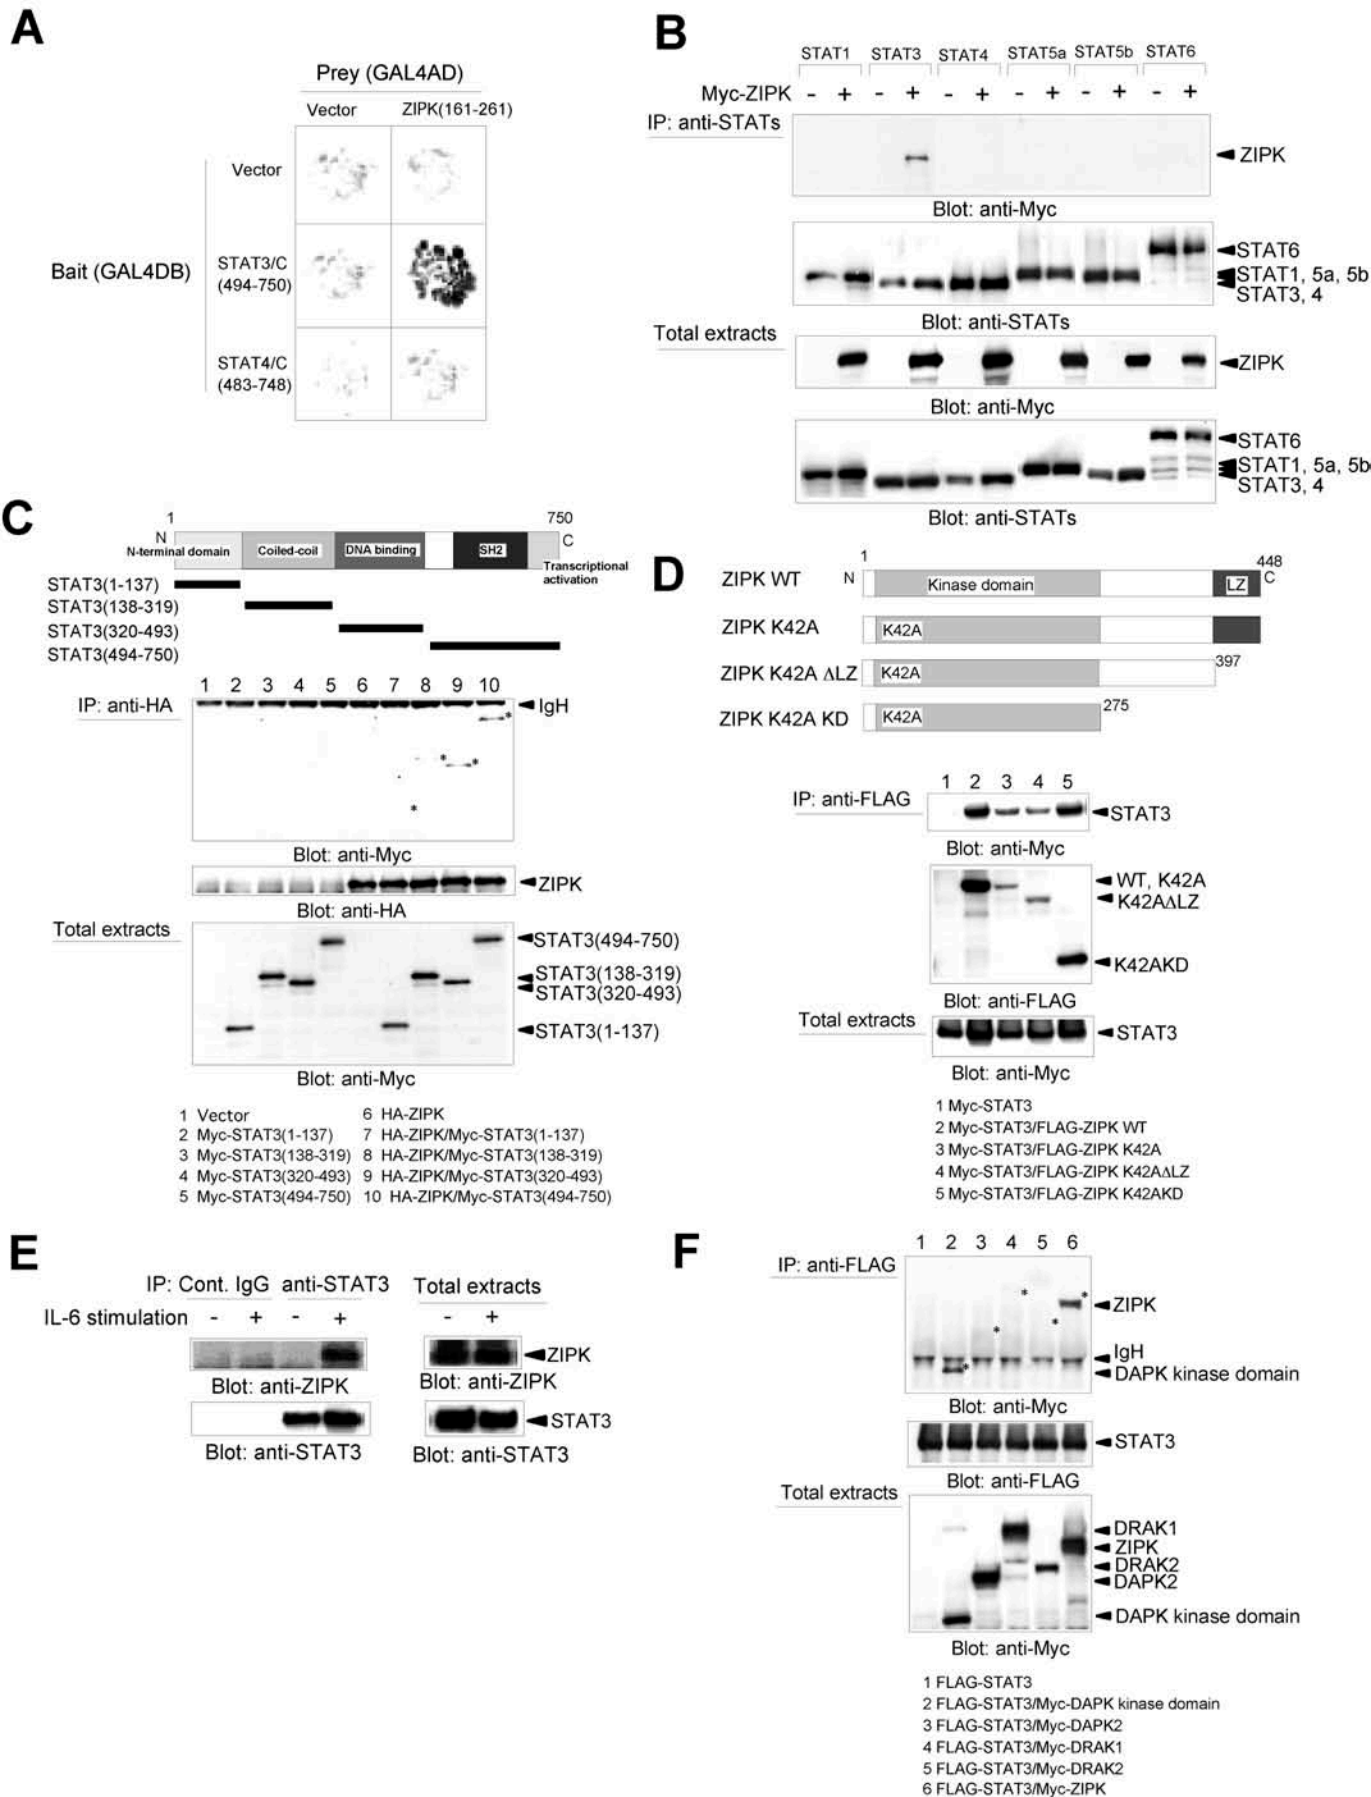 A
Prey (GAL4AD)
Vector ZIPK(161-261)
Vector
Bait (GAL4DB)
STAT3/C
(494-750)
STAT4/C
(483-748)
B
STAT1 STAT3 STAT4 STAT5a STAT5b STAT6
Myc-ZIPK - + - + - + - + - + - +
IP: anti-STATs
ZIPK
Blot: anti-Myc
STAT6
STAT1, 5a, 5b
STAT3, 4
Blot: anti-STATs
Total extracts
ZIPK
Blot: anti-Myc
STAT6
STAT1, 5a, 5b
STAT3, 4
Blot: anti-STATs
C
1 750
N C
N-terminal domain Coiled-coil DNA binding SH2
Transcriptional
activation
STAT3(1-137)
STAT3(138-319)
STAT3(320-493)
STAT3(494-750)
1 2 3 4 5 6 7 8 9 10
IP: anti-HA
IgH
* * * *
Blot: anti-Myc
ZIPK
Blot: anti-HA
Total extracts
STAT3(494-750)
STAT3(138-319)
STAT3(320-493)
STAT3(1-137)
Blot: anti-Myc
1 Vector
2 Myc-STAT3(1-137)
3 Myc-STAT3(138-319)
4 Myc-STAT3(320-493)
5 Myc-STAT3(494-750)
6 HA-ZIPK
7 HA-ZIPK/Myc-STAT3(1-137)
8 HA-ZIPK/Myc-STAT3(138-319)
9 HA-ZIPK/Myc-STAT3(320-493)
10 HA-ZIPK/Myc-STAT3(494-750)
D
1 448
ZIPK WT N Kinase domain LZ C
ZIPK K42A K42A
ZIPK K42A ΔLZ K42A 397
ZIPK K42A KD K42A 275
1 2 3 4 5
IP: anti-FLAG
STAT3
Blot: anti-Myc
WT, K42A
K42AΔLZ
K42AKD
Blot: anti-FLAG
Total extracts
STAT3
Blot: anti-Myc
1 Myc-STAT3
2 Myc-STAT3/FLAG-ZIPK WT
3 Myc-STAT3/FLAG-ZIPK K42A
4 Myc-STAT3/FLAG-ZIPK K42AΔLZ
5 Myc-STAT3/FLAG-ZIPK K42AKD
E
IP: Cont. IgG anti-STAT3 Total extracts
IL-6 stimulation - + - + - +
ZIPK
Blot: anti-ZIPK Blot: anti-ZIPK
STAT3
Blot: anti-STAT3 Blot: anti-STAT3
F
1 2 3 4 5 6
IP: anti-FLAG
* * * * *
ZIPK
IgH
DAPK kinase domain
Blot: anti-Myc
STAT3
Blot: anti-FLAG
Total extracts
DRAK1
ZIPK
DRAK2
DAPK2
DAPK kinase domain
Blot: anti-Myc
1 FLAG-STAT3
2 FLAG-STAT3/Myc-DAPK kinase domain
3 FLAG-STAT3/Myc-DAPK2
4 FLAG-STAT3/Myc-DRAK1
5 FLAG-STAT3/Myc-DRAK2
6 FLAG-STAT3/Myc-ZIPK